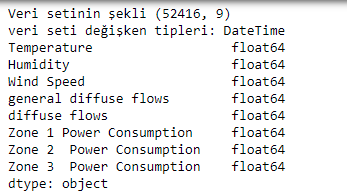 Veri setinin şekli (52416, 9)
veri seti değişken tipleri: DateTime
Temperature                  float64
Humidity                     float64
Wind Speed                   float64
general diffuse flows        float64
diffuse flows                float64
Zone 1 Power Consumption     float64
Zone 2  Power Consumption    float64
Zone 3  Power Consumption    float64
dtype: object